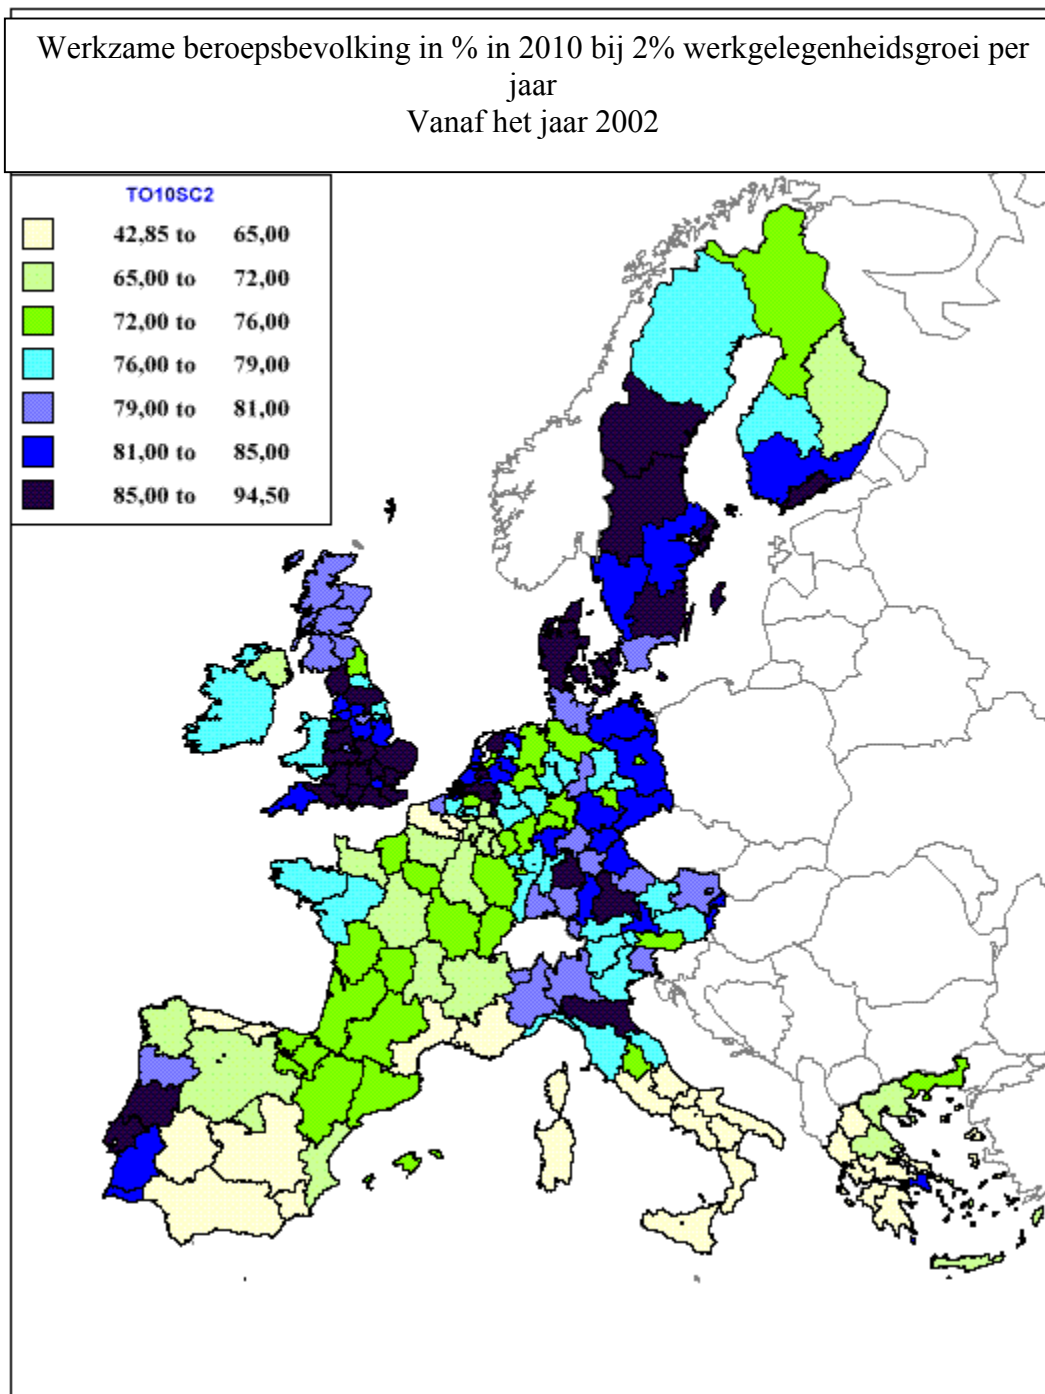 Werkzame beroepsbevolking in % in 2010 bij 2% werkgelegenheidsgroei per
jaar
Vanaf het jaar 2002
TO10SC2
42,85 to 65,00
65,00 to 72,00
72,00 to 76,00
76,00 to 79,00
79,00 to 81,00
81,00 to 85,00
85,00 to 94,50